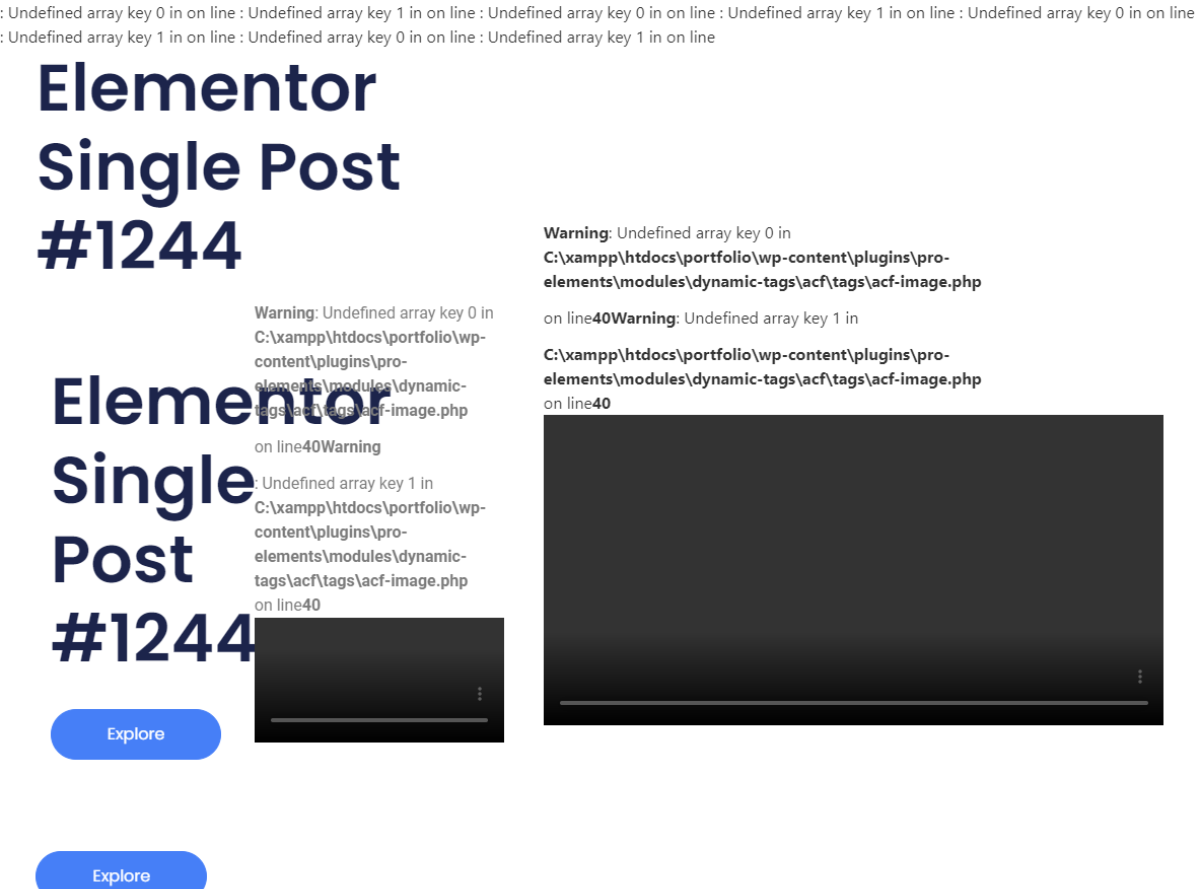 : Undefined array key 0 in on line : Undefined array key 1 in on line : Undefined array key 0 in on line : Undefined array key 1 in on line : Undefined array key 0 in on line
: Undefined array key 1 in on line : Undefined array key 0 in on line : Undefined array key 1 in on line
Elementor
Single Post
#1244
Elementor
Single
Post
#1244
Explore
Explore
Warning: Undefined array key 0 in
C:\xampp\htdocs\portfolio\wp-
content\plugins\pro-
elements\modules\dynamic-
tags\acf\tags\acf-image.php
on line40Warning
: Undefined array key 1 in
C:\xampp\htdocs\portfolio\wp-
content\plugins\pro-
elements\modules\dynamic-
tags\acf\tags\acf-image.php
on line40
Warning: Undefined array key 0 in
C:\xampp\htdocs\portfolio\wp-content\plugins\pro-
elements\modules\dynamic-tags\acf\tags\acf-image.php
on line40Warning: Undefined array key 1 in
C:\xampp\htdocs\portfolio\wp-content\plugins\pro-
elements\modules\dynamic-tags\acf\tags\acf-image.php
on line40